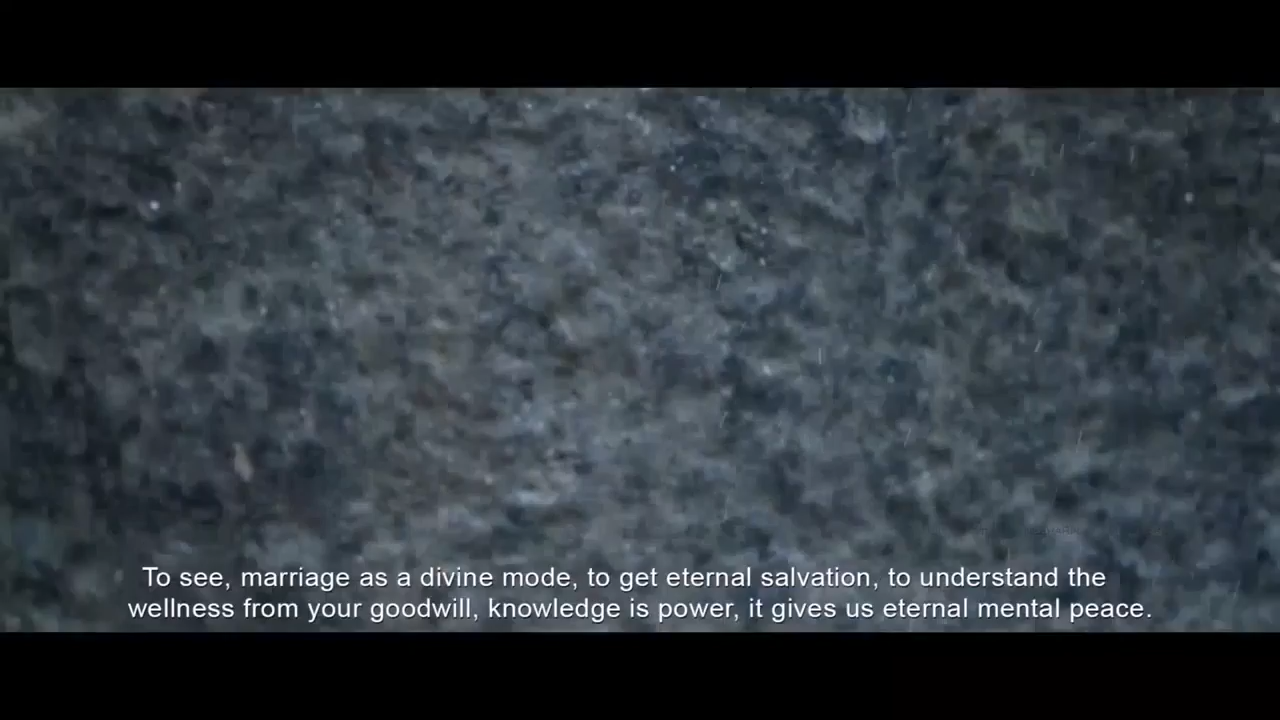 To see, marriage as a divine mode, to get eternal salvation, to understand the
wellness from your goodwill, knowledge is power, it gives us eternal mental peace.